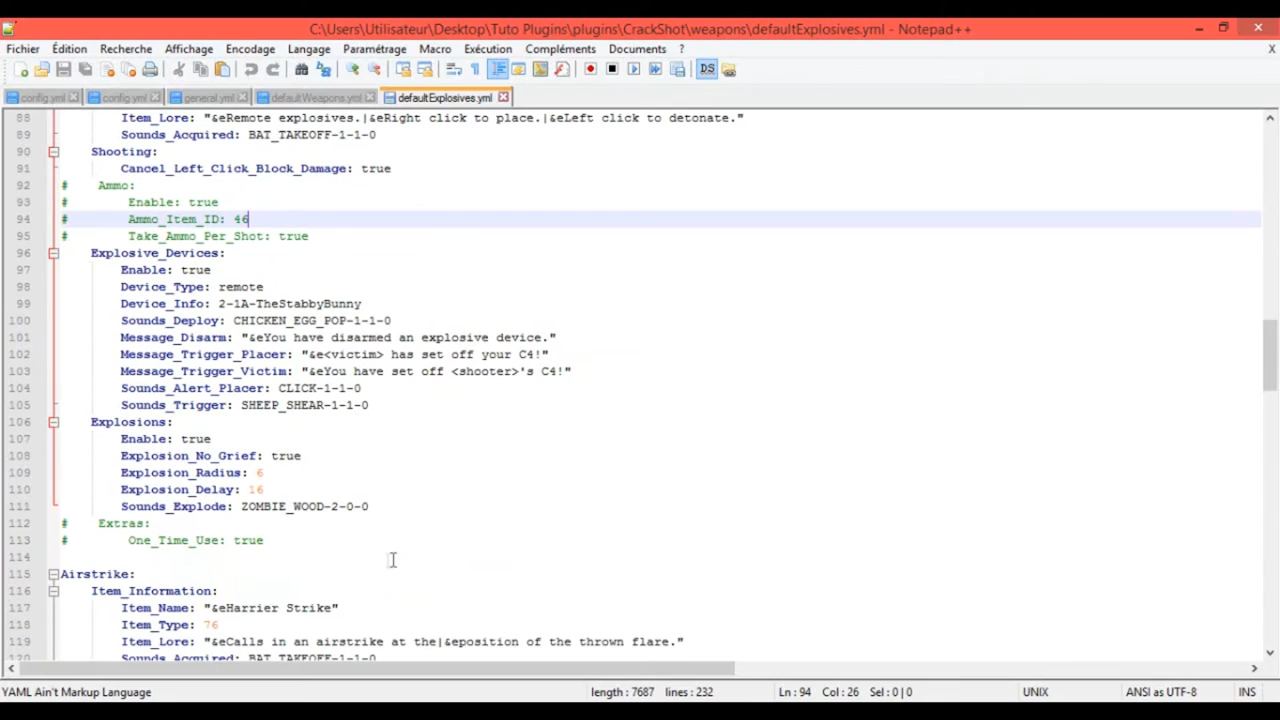 C:\Users\Utilisateur\Desktop\Tuto Plugins\plugins\CrackShot\weapons\defaultExplosives.yml - Notepad++
Fichier Édition Recherche Affichage Encodage Langage Paramétrage Macro Exécution Compléments Documents ? X
config.yml config.yml general.yml defaultWeapons.yml defaultExplosives.yml
88 Item_Lore: "&eRemote explosives.|&eRight click to place.|&eLeft click to detonate."
89 Sounds_Acquired: BAT_TAKEOFF-1-1-0
90 Shooting:
91 Cancel_Left_Click_Block_Damage: true
92 # Ammo:
93 # Enable: true
94 # Ammo_Item_ID: 46
95 # Take_Ammo_Per_Shot: true
96 Explosive_Devices:
97 Enable: true
98 Device_Type: remote
99 Device_Info: 2-1A-TheStabbyBunny
100 Sounds_Deploy: CHICKEN_EGG_POP-1-1-0
101 Message_Disarm: "&eYou have disarmed an explosive device."
102 Message_Trigger_Placer: "&e<victim> has set off your C4!"
103 Message_Trigger_Victim: "&eYou have set off <shooter>'s C4!"
104 Sounds_Alert_Placer: CLICK-1-1-0
105 Sounds_Trigger: SHEEP_SHEAR-1-1-0
106 Explosions:
107 Enable: true
108 Explosion_No_Grief: true
109 Explosion_Radius: 6
110 Explosion_Delay: 16
111 Sounds_Explode: ZOMBIE_WOOD-2-0-0
112 # Extras:
113 # One_Time_Use: true
114
115 Airstrike:
116 Item_Information:
117 Item_Name: "&eHarrier Strike"
118 Item_Type: 76
119 Item_Lore: "&eCalls in an airstrike at the|&eposition of the thrown flare."
120 Sounds_Acquired: BAT_TAKEOFF-1-1-0
YAML Ain't Markup Language length : 7687 lines : 232 Ln : 94 Col : 26 Sel : 0 | 0 UNIX ANSI as UTF-8 INS